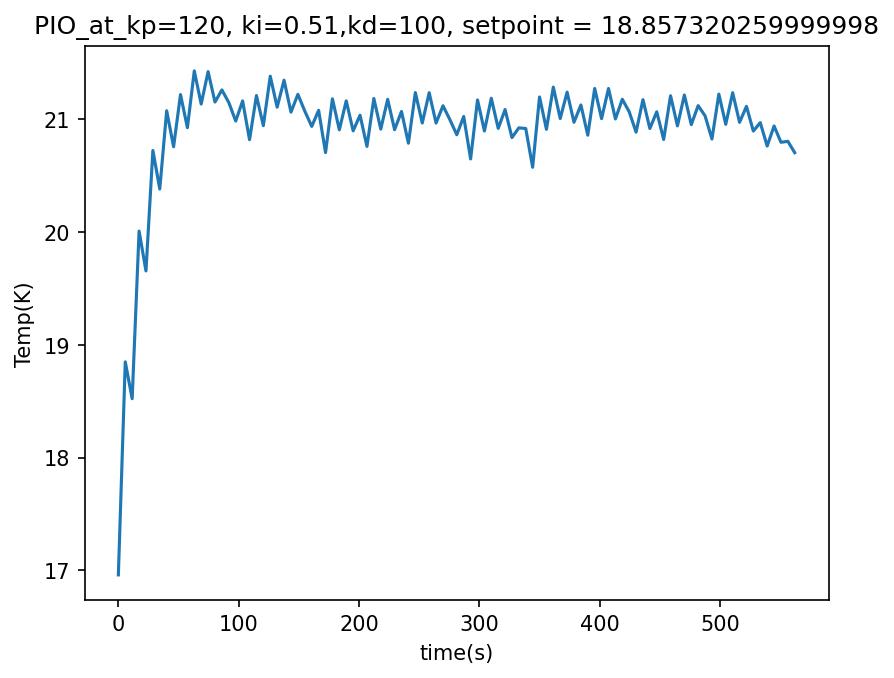 PIO_at_kp=120, ki=0.51,kd=100, setpoint = 18.857320259999998
21
20
19
18
17
Temp(K)
0 100 200 300 400 500
time(s)